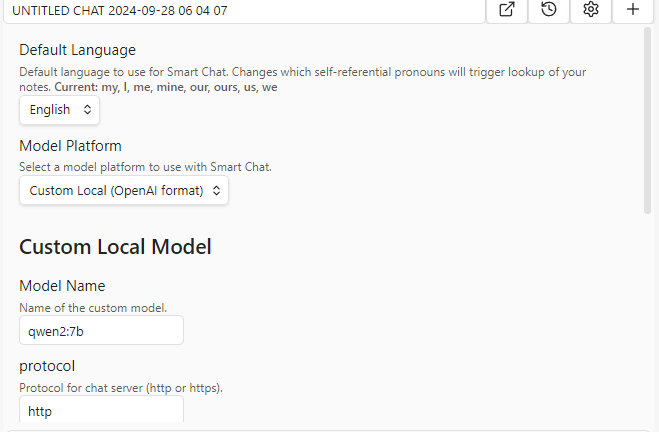 UNTITLED CHAT 2024-09-28 06 04 07
Default Language
Default language to use for Smart Chat. Changes which self-referential pronouns will trigger lookup of your
notes. Current: my, I, me, mine, our, ours, us, we
English
Model Platform
Select a model platform to use with Smart Chat.
Custom Local (OpenAI format)
Custom Local Model
Model Name
Name of the custom model.
qwen2:7b
protocol
Protocol for chat server (http or https).
http